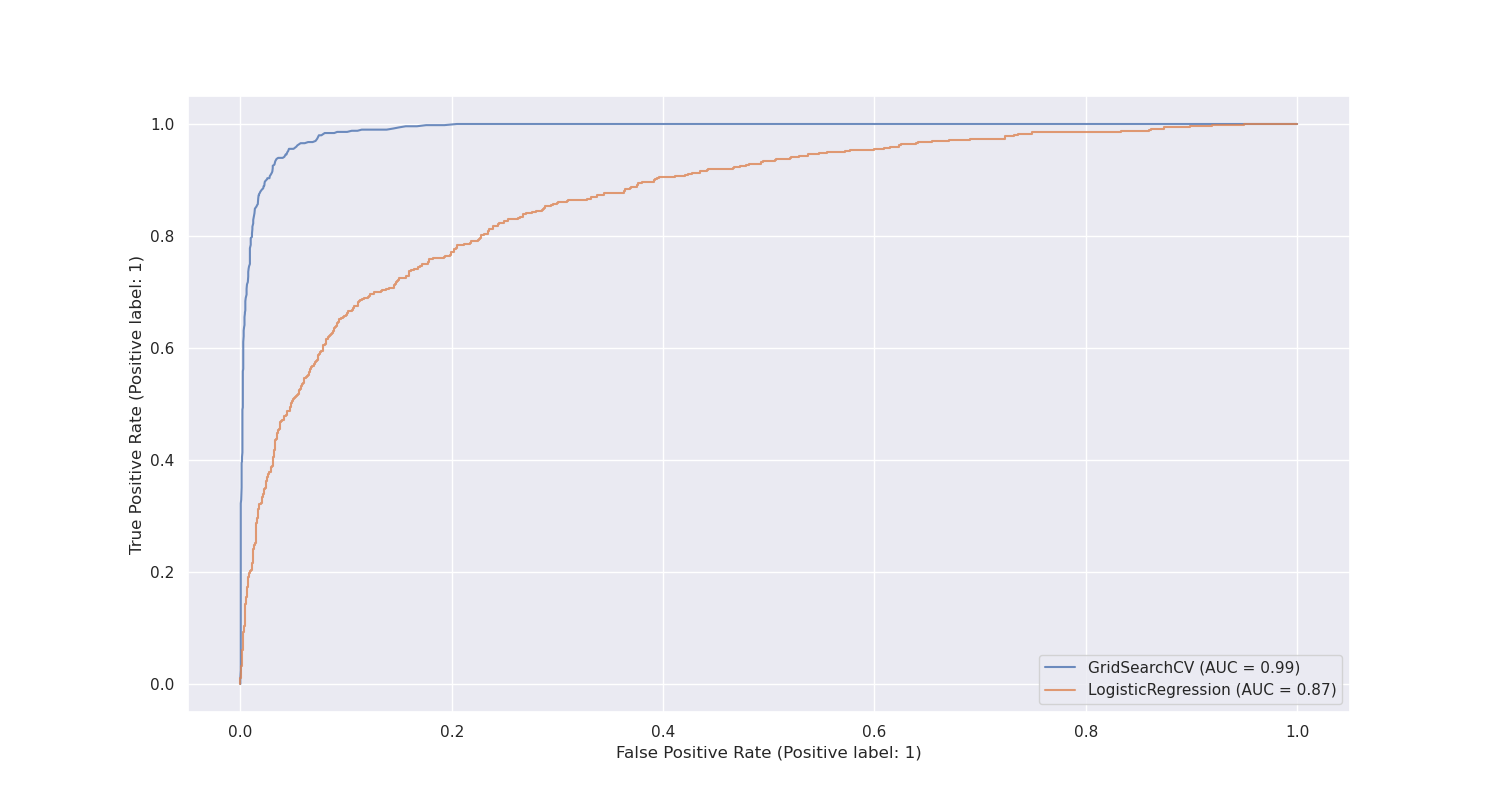 1.0
0.8
0.6
0.4
0.2
0.0
True Positive Rate (Positive label: 1)
GridSearchCV (AUC = 0.99)
LogisticRegression (AUC = 0.87)
0.0 0.2 0.4 0.6 0.8 1.0
False Positive Rate (Positive label: 1)